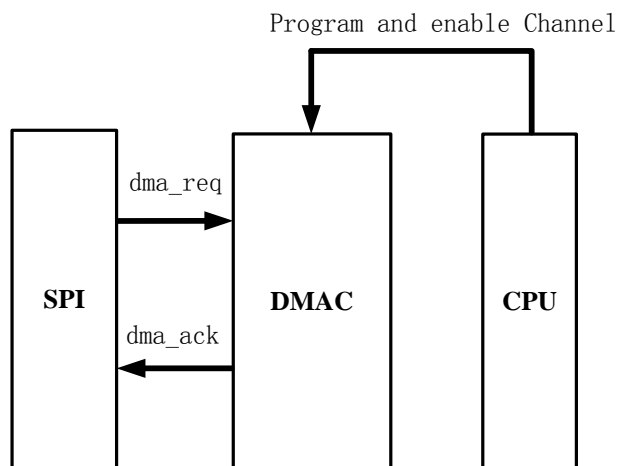 Program and enable Channel
dma_req
SPI
DMAC
CPU
dma_ack